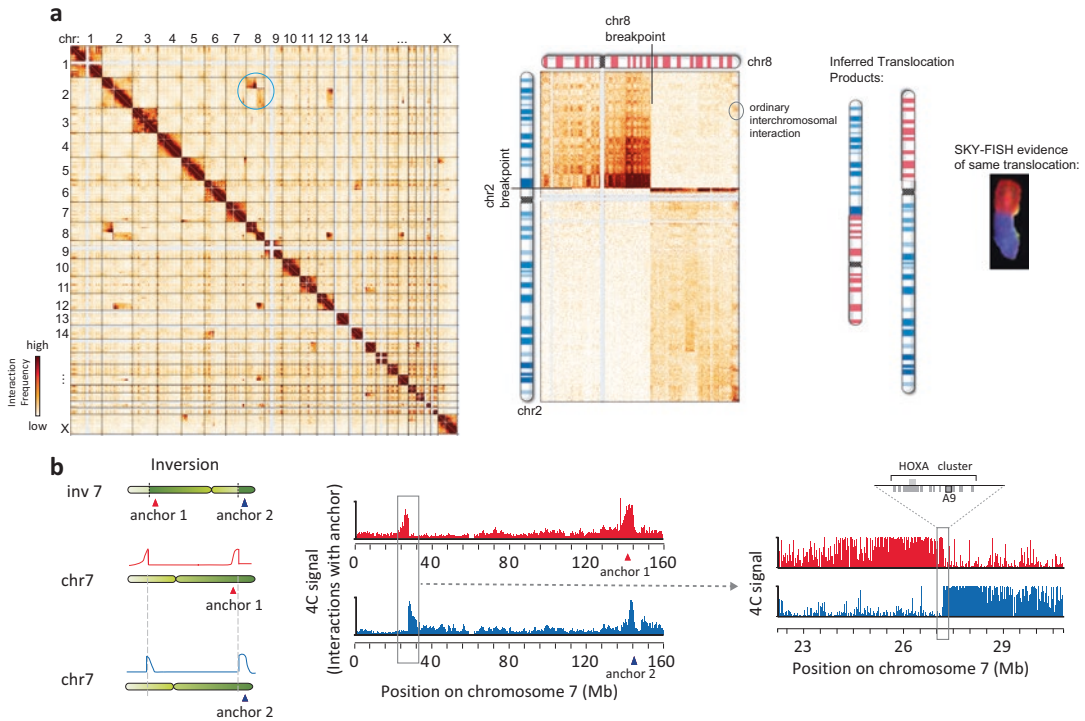 a
chr: 1 2 3 4 5 6 7 8 9 10 11 12 13 14 ... X
1
2
3
4
5
6
7
8
9
10
11
12
13
14
...
X
high
Interaction
Frequency
low
chr8
breakpoint
chr8
chr2
breakpoint
chr2
ordinary
interchromosomal
interaction
Inferred Translocation
Products:
SKY-FISH evidence
of same translocation:
b
Inversion
inv 7
anchor 1
anchor 2
chr7
anchor 1
chr7
anchor 2
4C signal
(Interactions with anchor)
0 40 80 120 160
anchor 1
0 40 80 120 160
anchor 2
Position on chromosome 7 (Mb)
HOXA cluster
A9
4C signal
23 26 29
Position on chromosome 7 (Mb)